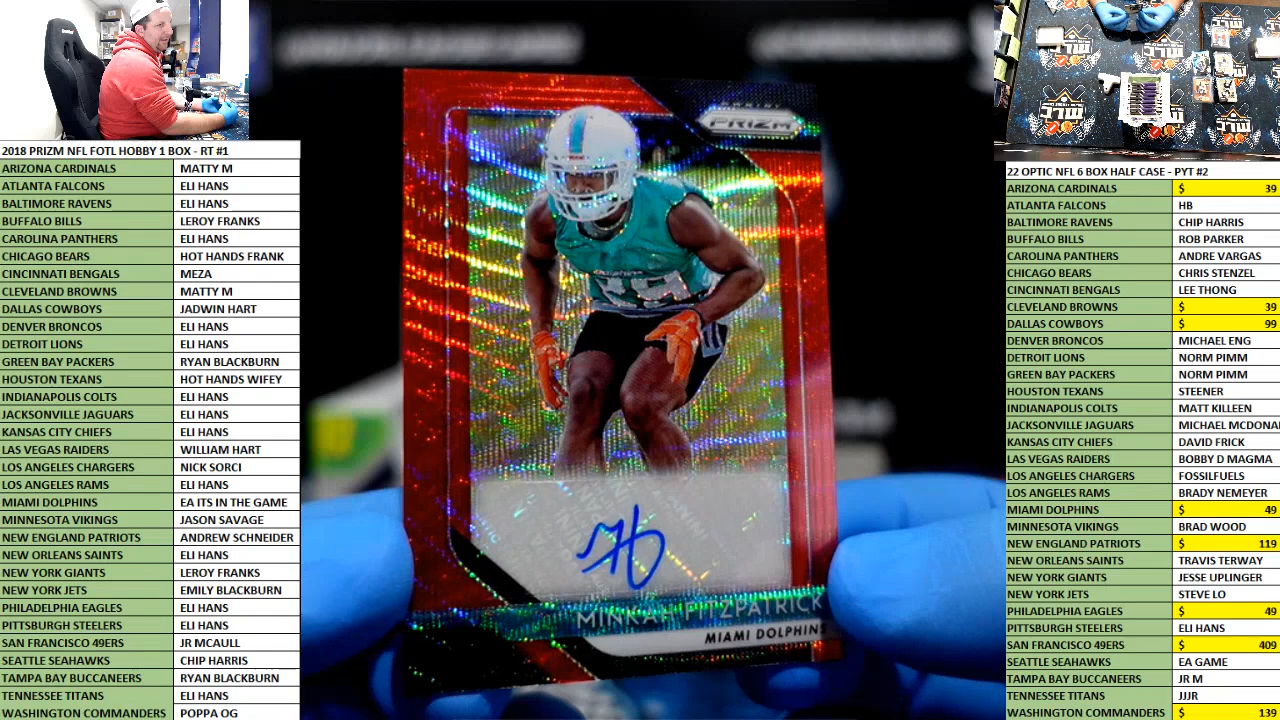 2018 PRIZM NFL FOTL HOBBY 1 BOX - RT #1
ARIZONA CARDINALS MATTY M
ATLANTA FALCONS ELI HANS
BALTIMORE RAVENS ELI HANS
BUFFALO BILLS LEROY FRANKS
CAROLINA PANTHERS ELI HANS
CHICAGO BEARS HOT HANDS FRANK
CINCINNATI BENGALS MEZA
CLEVELAND BROWNS MATTY M
DALLAS COWBOYS JADWIN HART
DENVER BRONCOS ELI HANS
DETROIT LIONS ELI HANS
GREEN BAY PACKERS RYAN BLACKBURN
HOUSTON TEXANS HOT HANDS WIFEY
INDIANAPOLIS COLTS ELI HANS
JACKSONVILLE JAGUARS ELI HANS
KANSAS CITY CHIEFS ELI HANS
LAS VEGAS RAIDERS WILLIAM HART
LOS ANGELES CHARGERS NICK SORCI
LOS ANGELES RAMS ELI HANS
MIAMI DOLPHINS EA ITS IN THE GAME
MINNESOTA VIKINGS JASON SAVAGE
NEW ENGLAND PATRIOTS ANDREW SCHNEIDER
NEW ORLEANS SAINTS ELI HANS
NEW YORK GIANTS LEROY FRANKS
NEW YORK JETS EMILY BLACKBURN
PHILADELPHIA EAGLES ELI HANS
PITTSBURGH STEELERS ELI HANS
SAN FRANCISCO 49ERS JR MCAULL
SEATTLE SEAHAWKS CHIP HARRIS
TAMPA BAY BUCCANEERS RYAN BLACKBURN
TENNESSEE TITANS ELI HANS
WASHINGTON COMMANDERS POPPA OG
PRIZM
MINKAH FITZPATRICK
MIAMI DOLPHINS
22 OPTIC NFL 6 BOX HALF CASE - PYT #2
ARIZONA CARDINALS $ 39
ATLANTA FALCONS HB
BALTIMORE RAVENS CHIP HARRIS
BUFFALO BILLS ROB PARKER
CAROLINA PANTHERS ANDRE VARGAS
CHICAGO BEARS CHRIS STENZEL
CINCINNATI BENGALS LEE THONG
CLEVELAND BROWNS $ 39
DALLAS COWBOYS $ 99
DENVER BRONCOS MICHAEL ENG
DETROIT LIONS NORM PIMM
GREEN BAY PACKERS NORM PIMM
HOUSTON TEXANS STEENER
INDIANAPOLIS COLTS MATT KILLEEN
JACKSONVILLE JAGUARS MICHAEL MCDONA
KANSAS CITY CHIEFS DAVID FRICK
LAS VEGAS RAIDERS BOBBY D MAGMA
LOS ANGELES CHARGERS FOSSILFUELS
LOS ANGELES RAMS BRADY NEMEYER
MIAMI DOLPHINS $ 49
MINNESOTA VIKINGS BRAD WOOD
NEW ENGLAND PATRIOTS $ 119
NEW ORLEANS SAINTS TRAVIS TERWAY
NEW YORK GIANTS JESSE UPLINGER
NEW YORK JETS STEVE LO
PHILADELPHIA EAGLES $ 49
PITTSBURGH STEELERS ELI HANS
SAN FRANCISCO 49ERS $ 409
SEATTLE SEAHAWKS EA GAME
TAMPA BAY BUCCANEERS JR M
TENNESSEE TITANS JJJR
WASHINGTON COMMANDERS $ 139